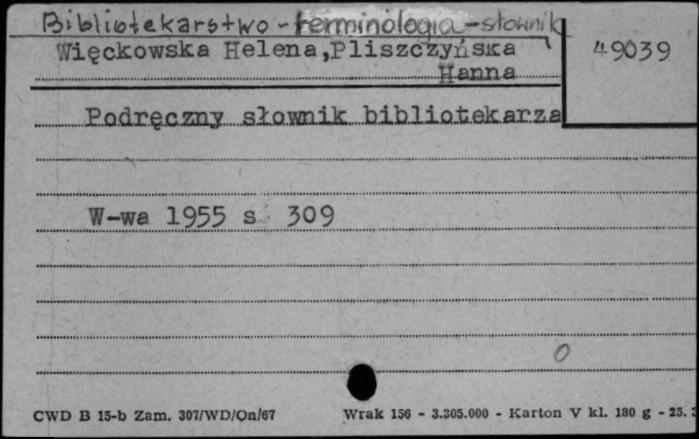 Bibliotekarstwo - terminologia - słownik
Więckowska Helena, Pliszczyńska
Hanna
49039
Podręczny słownik bibliotekarza
W-wa 1955 s 309
0
CWD B 15-b Zam. 307/WD/On/67
Wrak 156 - 3.305.000 - Karton V kl. 180 g - 25.